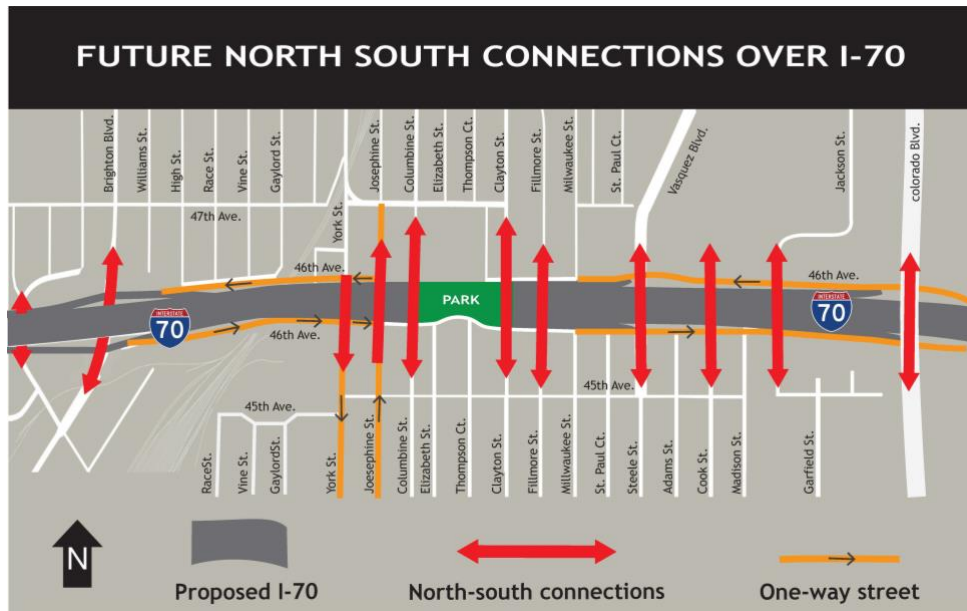 FUTURE NORTH SOUTH CONNECTIONS OVER I-70
Brighton Blvd.
Williams St.
High St.
Race St.
Vine St.
Gaylord St.
York St.
Josephine St.
Columbine St.
Elizabeth St.
Thompson Ct.
Clayton St.
Fillmore St.
Milwaukee St.
St. Paul Ct.
Vasquez Blvd.
Jackson St.
colorado Blvd.
47th Ave.
46th Ave.
46th Ave.
PARK
INTERSTATE
70
INTERSTATE
70
46th Ave.
45th Ave.
45th Ave.
RaceSt.
Vine St.
GaylordSt.
York St.
Joesephine St.
Columbine St.
Elizabeth St.
Thompson Ct.
Clayton St.
Fillmore St.
Millwaukee St.
St. Paul Ct.
Steele St.
Adams St.
Cook St.
Madison St.
Garfield St.
N
Proposed I-70
North-south connections
One-way street